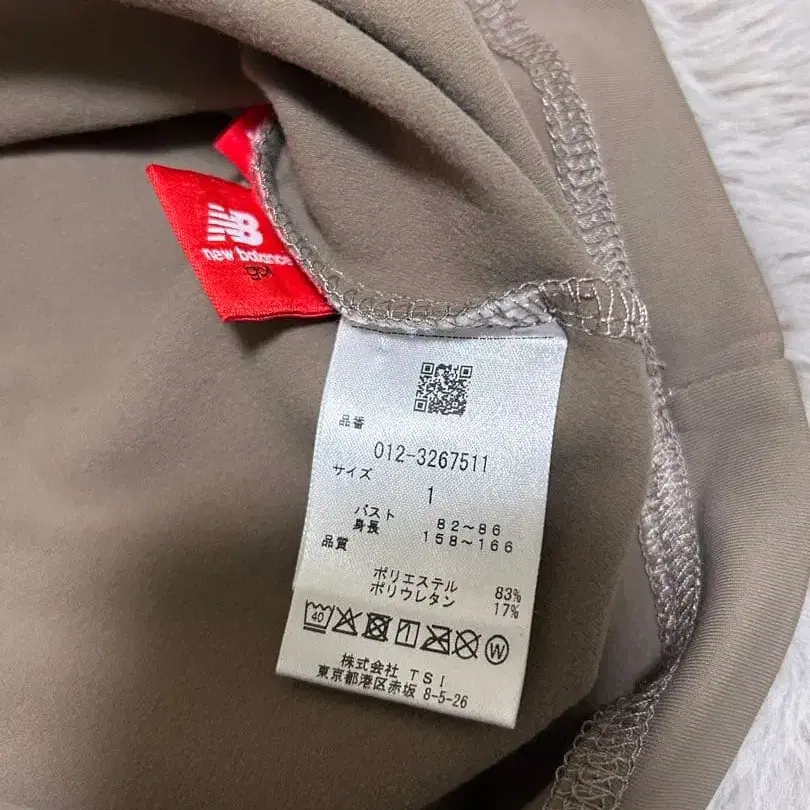 NB
new balance
品番
012-3267511
サイズ
1
バスト 82~86
身長 158~166
品質
ポリエステル 83%
ポリウレタン 17%
40 W
株式会社 TSI
東京都港区赤坂 8-5-26